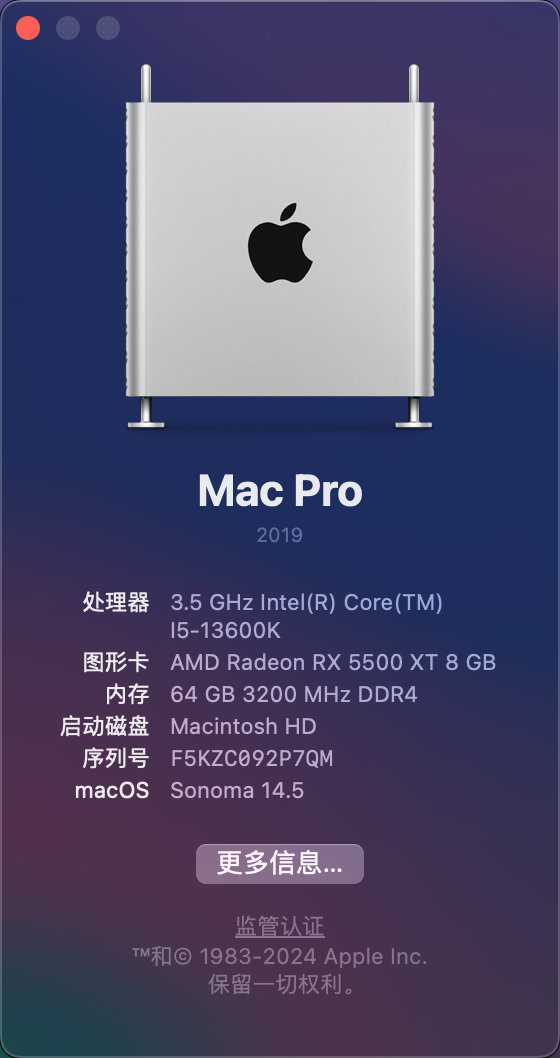 Mac Pro
2019
处理器 3.5 GHz Intel(R) Core(TM)
I5-13600K
图形卡 AMD Radeon RX 5500 XT 8 GB
内存 64 GB 3200 MHz DDR4
启动磁盘 Macintosh HD
序列号 F5KZC092P7QM
macOS Sonoma 14.5
更多信息...
监管认证
™和© 1983-2024 Apple Inc.
保留一切权利。